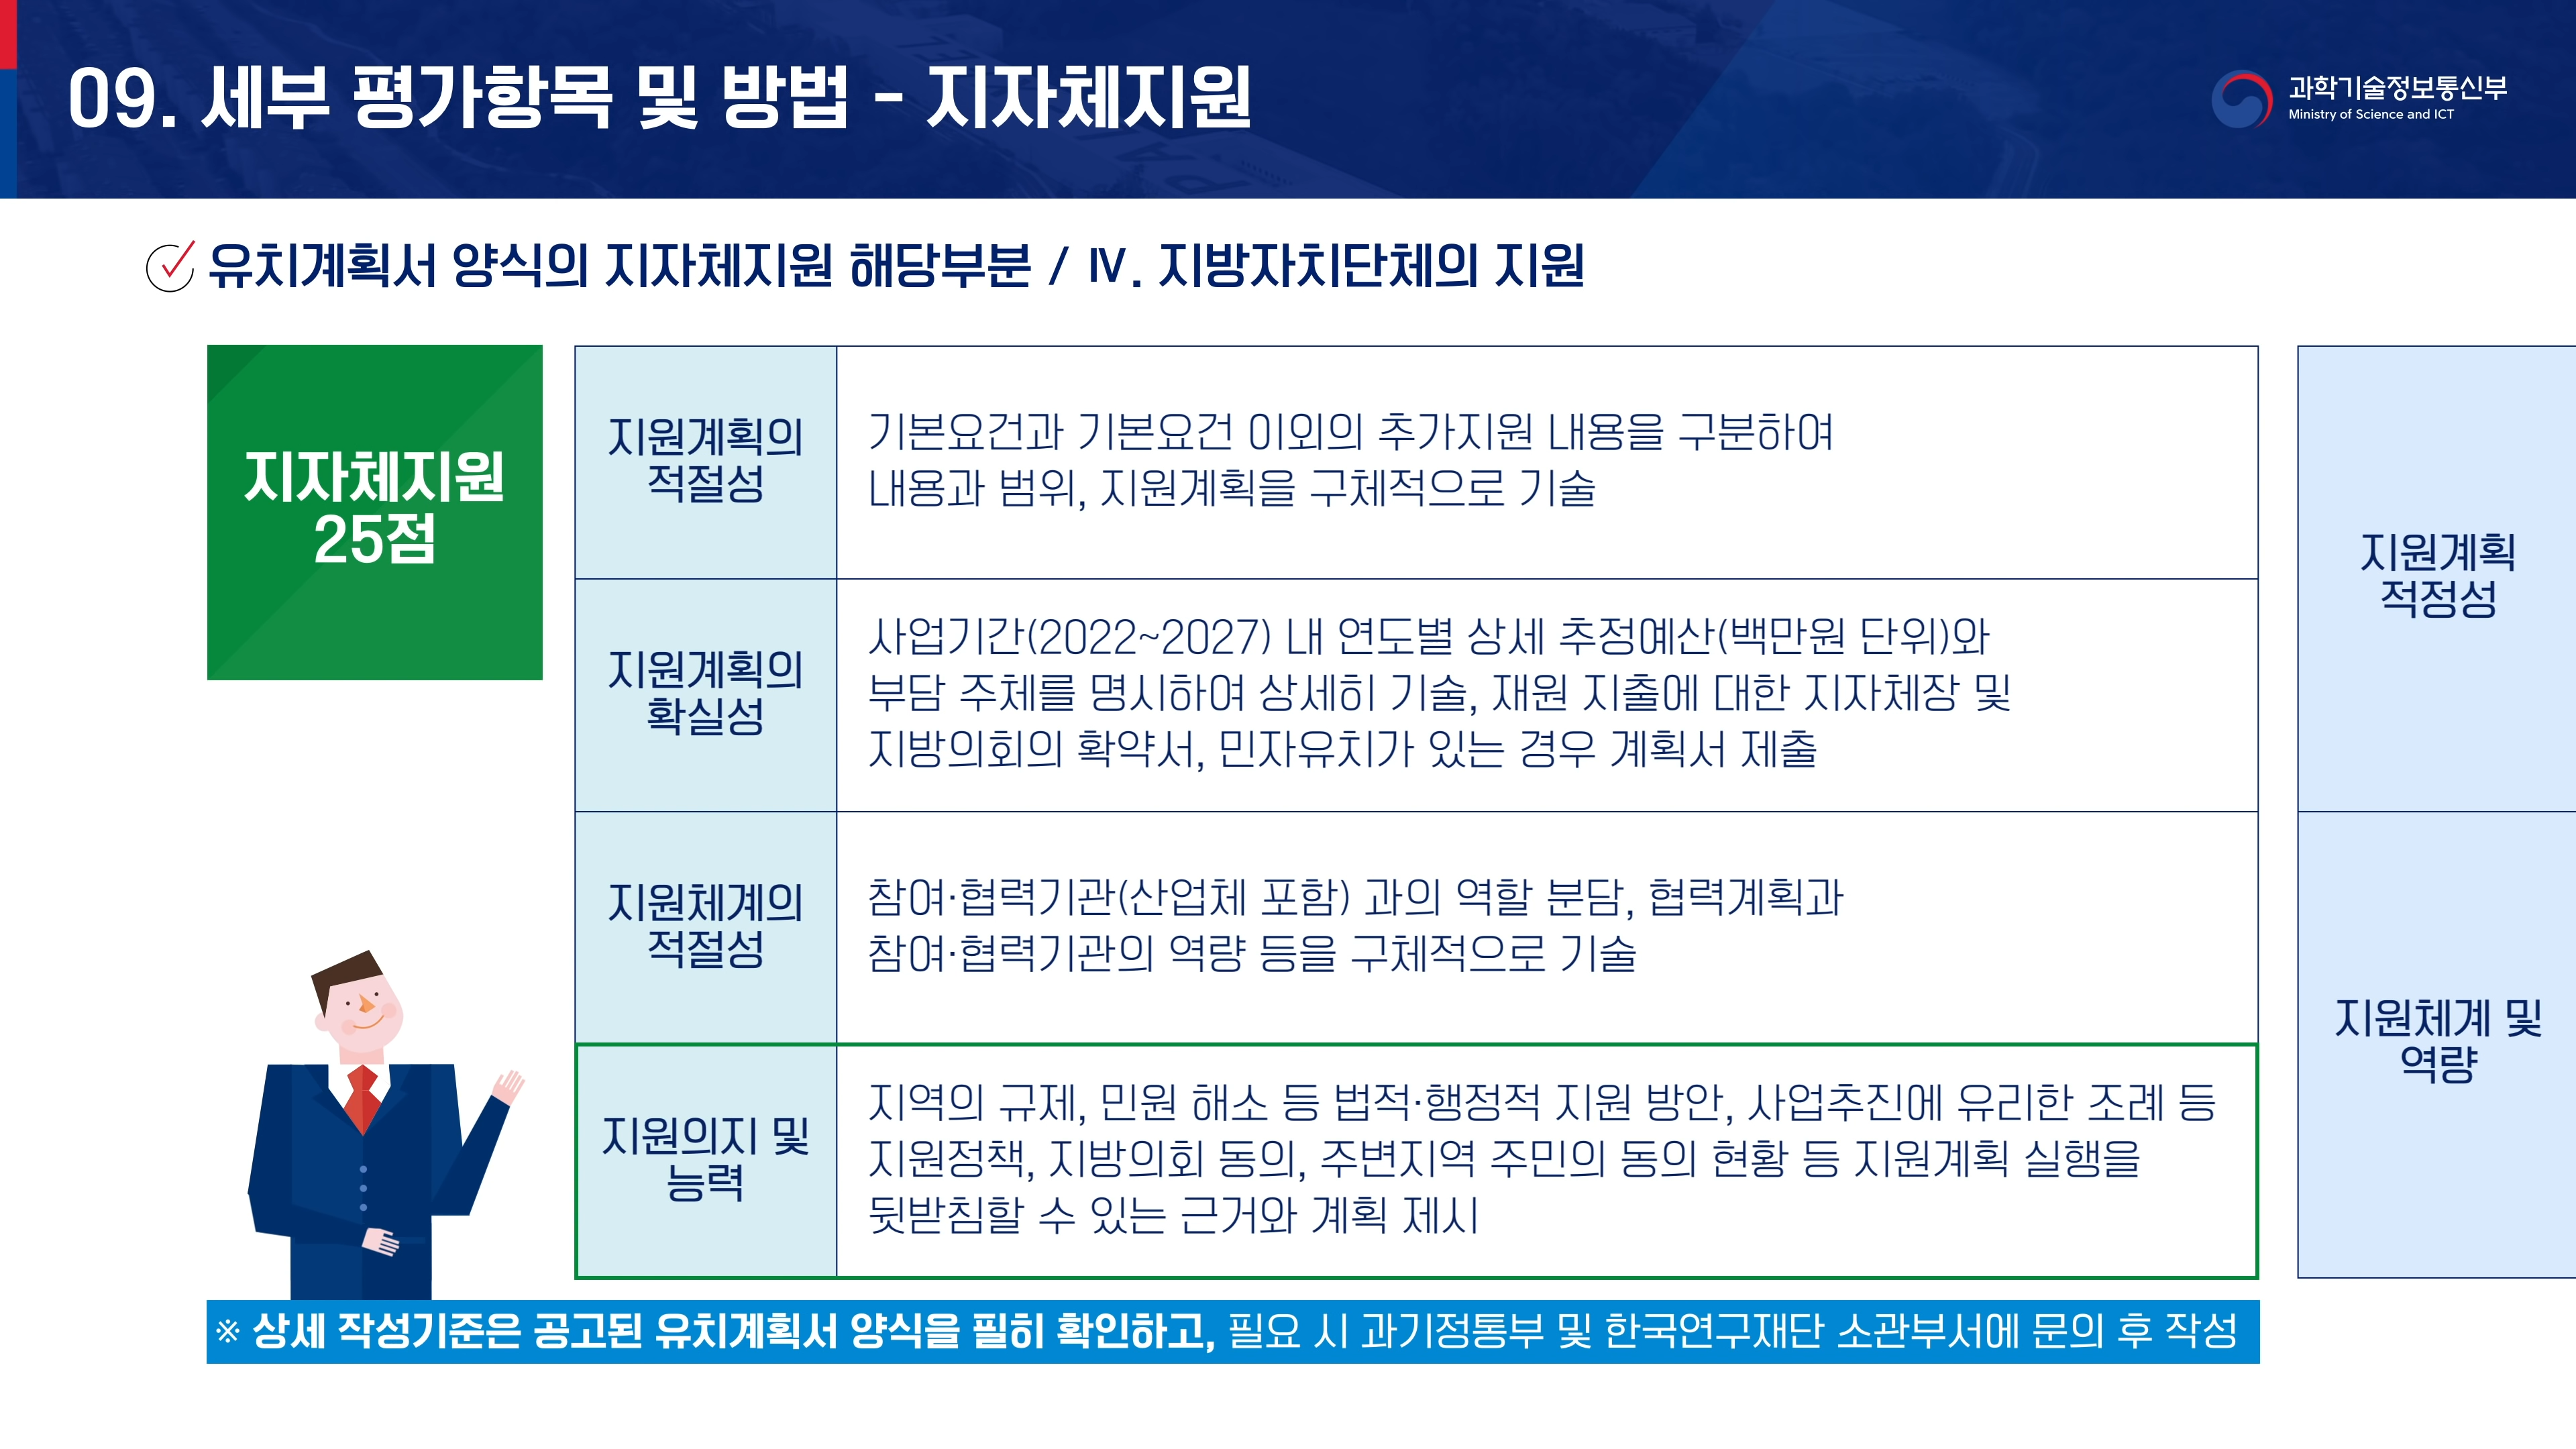 09. 세부 평가항목 및 방법 - 지자체지원
과학기술정보통신부
Ministry of Science and ICT
유치계획서 양식의 지자체지원 해당부분 / Ⅳ. 지방자치단체의 지원
지자체지원
25점
지원계획의
적절성
기본요건과 기본요건 이외의 추가지원 내용을 구분하여
내용과 범위, 지원계획을 구체적으로 기술
지원계획의
확실성
사업기간(2022~2027) 내 연도별 상세 추정예산(백만원 단위)와
부담 주체를 명시하여 상세히 기술, 재원 지출에 대한 지자체장 및
지방의회의 확약서, 민자유치가 있는 경우 계획서 제출
지원체계의
적절성
참여·협력기관(산업체 포함) 과의 역할 분담, 협력계획과
참여·협력기관의 역량 등을 구체적으로 기술
지원의지 및
능력
지역의 규제, 민원 해소 등 법적·행정적 지원 방안, 사업추진에 유리한 조례 등
지원정책, 지방의회 동의, 주변지역 주민의 동의 현황 등 지원계획 실행을
뒷받침할 수 있는 근거와 계획 제시
지원계획
적정성
지원체계 및
역량
※ 상세 작성기준은 공고된 유치계획서 양식을 필히 확인하고, 필요 시 과기정통부 및 한국연구재단 소관부서에 문의 후 작성